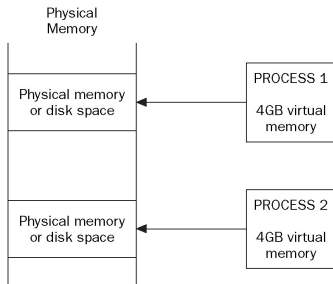 Physical
Memory
Physical memory
or disk space
PROCESS 1
4GB virtual
memory
Physical memory
or disk space
PROCESS 2
4GB virtual
memory